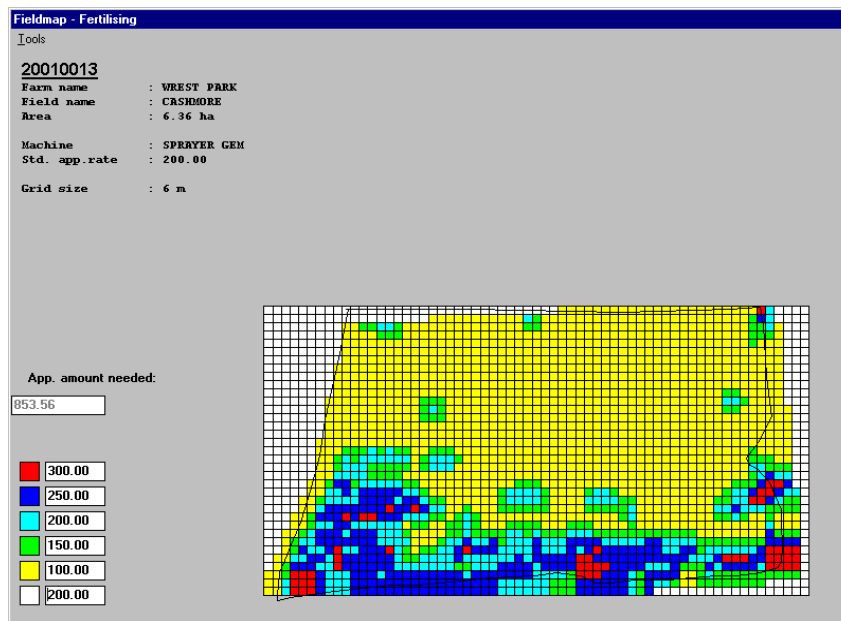 Fieldmap - Fertilising
Tools
20010013
Farm name : WREST PARK
Field name : CASHMORE
Area : 6.36 ha
Machine : SPRAYER GEM
Std. app.rate : 200.00
Grid size : 6 m
App. amount needed:
853.56
300.00
250.00
200.00
150.00
100.00
200.00